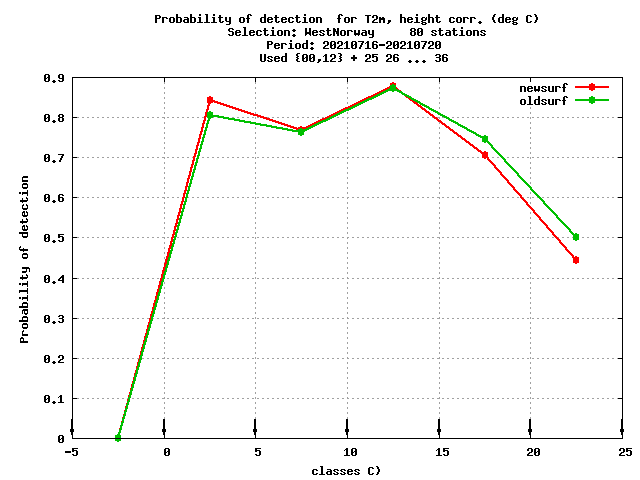 Probability of detection  for T2m, height corr. (deg C)
Selection: WestNorway     80 stations
Period: 20210716-20210720
Used {00,12} + 25 26 ... 36
newsurf
oldsurf
0.9
0.8
0.7
0.6
0.5
0.4
0.3
0.2
0.1
0
Probability of detection
-5 0 5 10 15 20 25
classes C)